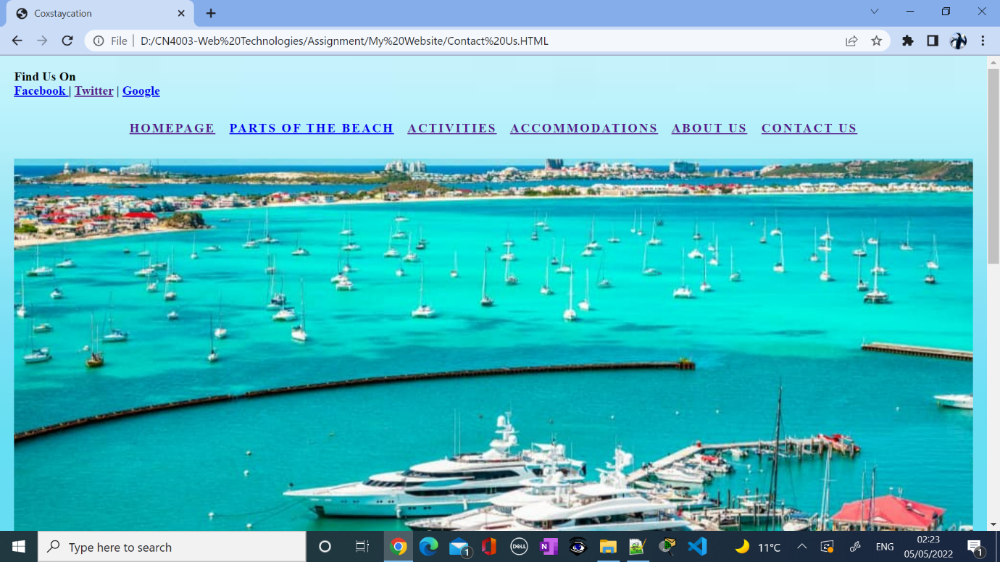 Coxstaycation
File | D:/CN4003-Web%20Technologies/Assignment/My%20Website/Contact%20Us.HTML
Find Us On
Facebook | Twitter | Google
HOMEPAGE PARTS OF THE BEACH ACTIVITIES ACCOMMODATIONS ABOUT US CONTACT US
Type here to search
1
DELL
N
11°C
ENG
02:23
05/05/2022
1